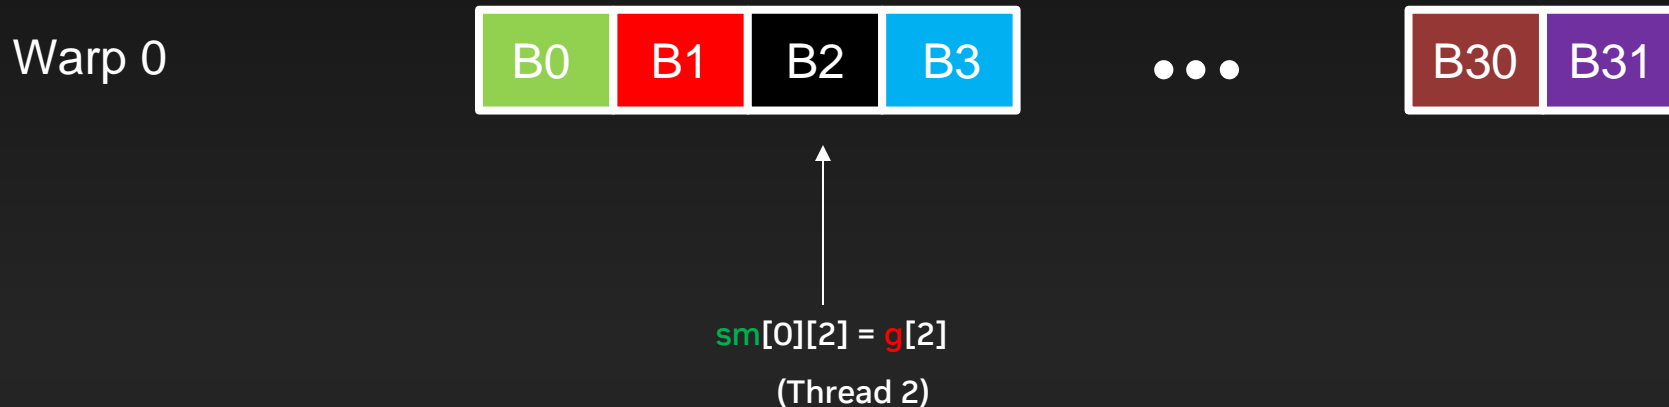 Warp 0 B0 B1 B2 B3 ••• B30 B31
sm[0][2] = g[2]
(Thread 2)